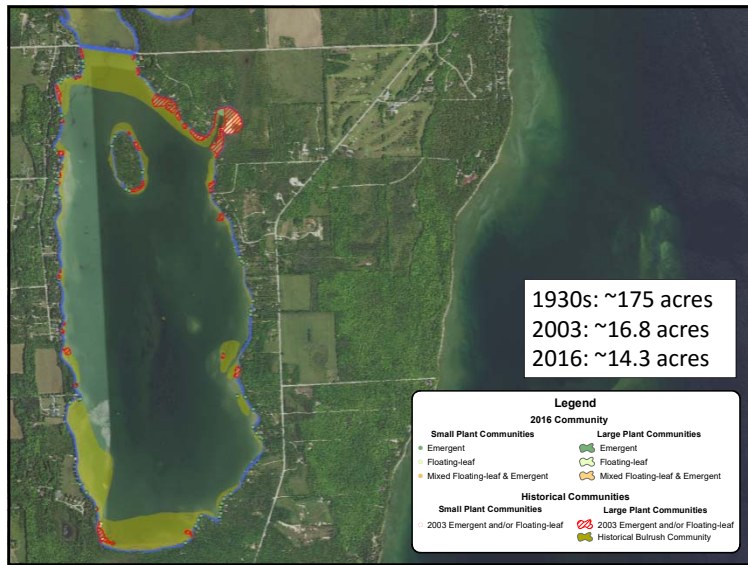 1930s: ~175 acres
2003: ~16.8 acres
2016: ~14.3 acres
Legend
2016 Community
Small Plant Communities
Emergent
Floating-leaf
Mixed Floating-leaf & Emergent
Large Plant Communities
Emergent
Floating-leaf
Mixed Floating-leaf & Emergent
Historical Communities
Small Plant Communities
2003 Emergent and/or Floating-leaf
Large Plant Communities
2003 Emergent and/or Floating-leaf
Historical Bulrush Community